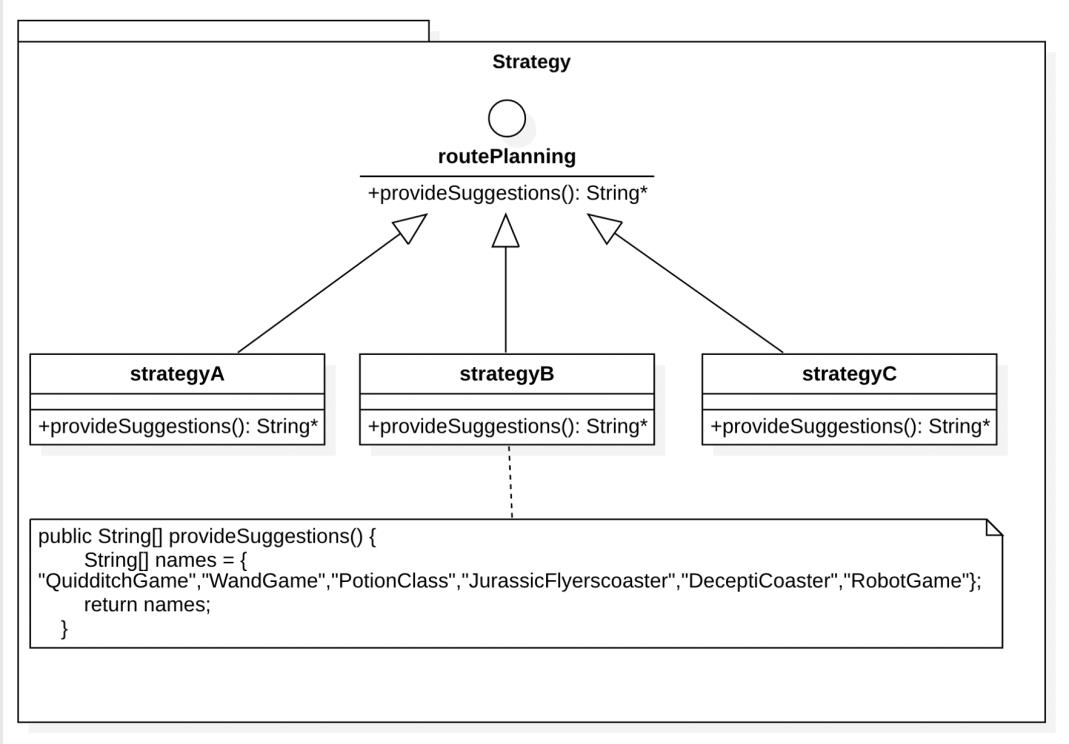 Strategy
routePlanning
+provideSuggestions(): String*
strategyA
strategyB
strategyC
+provideSuggestions(): String*
+provideSuggestions(): String*
+provideSuggestions(): String*
public String[] provideSuggestions() {
String[] names = {
"QuidditchGame","WandGame","PotionClass","JurassicFlyerscoaster","DeceptiCoaster","RobotGame"};
return names;
}